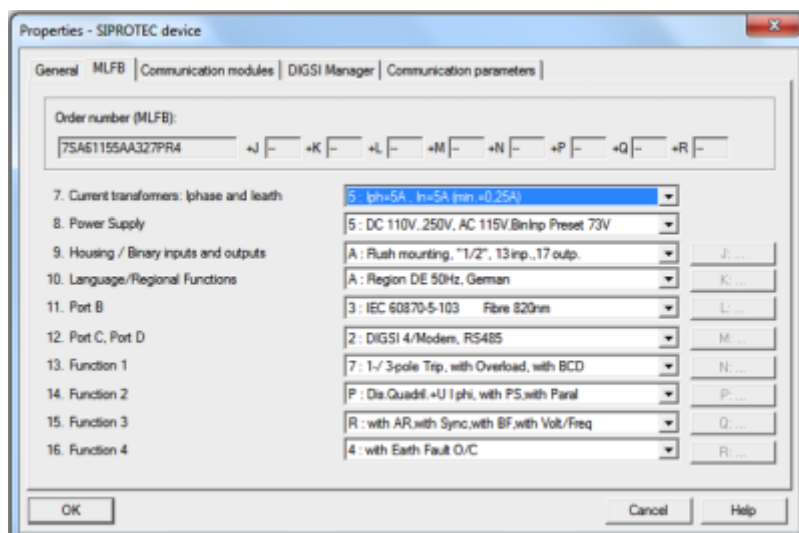 Properties - SIPROTEC device
General MLFB Communication modules DIGSI Manager Communication parameters
Order number (MLFB):
7SA61155AA327PR4 +J -- +K -- +L -- +M -- +N -- +P -- +Q -- +R --
7. Current transformers: Iphase and Iearth 5 : Iph=5A , In=5A (min.=0,25A)
8. Power Supply 5 : DC 110V..250V, AC 115V,BinInp Preset 73V
9. Housing / Binary inputs and outputs A : Flush mounting, "1/2", 13 inp.,17 outp. J: ...
10. Language/Regional Functions A : Region DE 50Hz, German K: ...
11. Port B 3 : IEC 60870-5-103 Fibre 820nm L: ...
12. Port C, Port D 2 : DIGSI 4/Modem, RS485 M: ...
13. Function 1 7 : 1-/ 3-pole Trip, with Overload, with BCD N: ...
14. Function 2 P : Dis.Quadril.+U I phi, with PS,with Paral P: ...
15. Function 3 R : with AR,with Sync,with BF,with Volt/Freq Q: ...
16. Function 4 4 : with Earth Fault O/C R: ...
OK Cancel Help